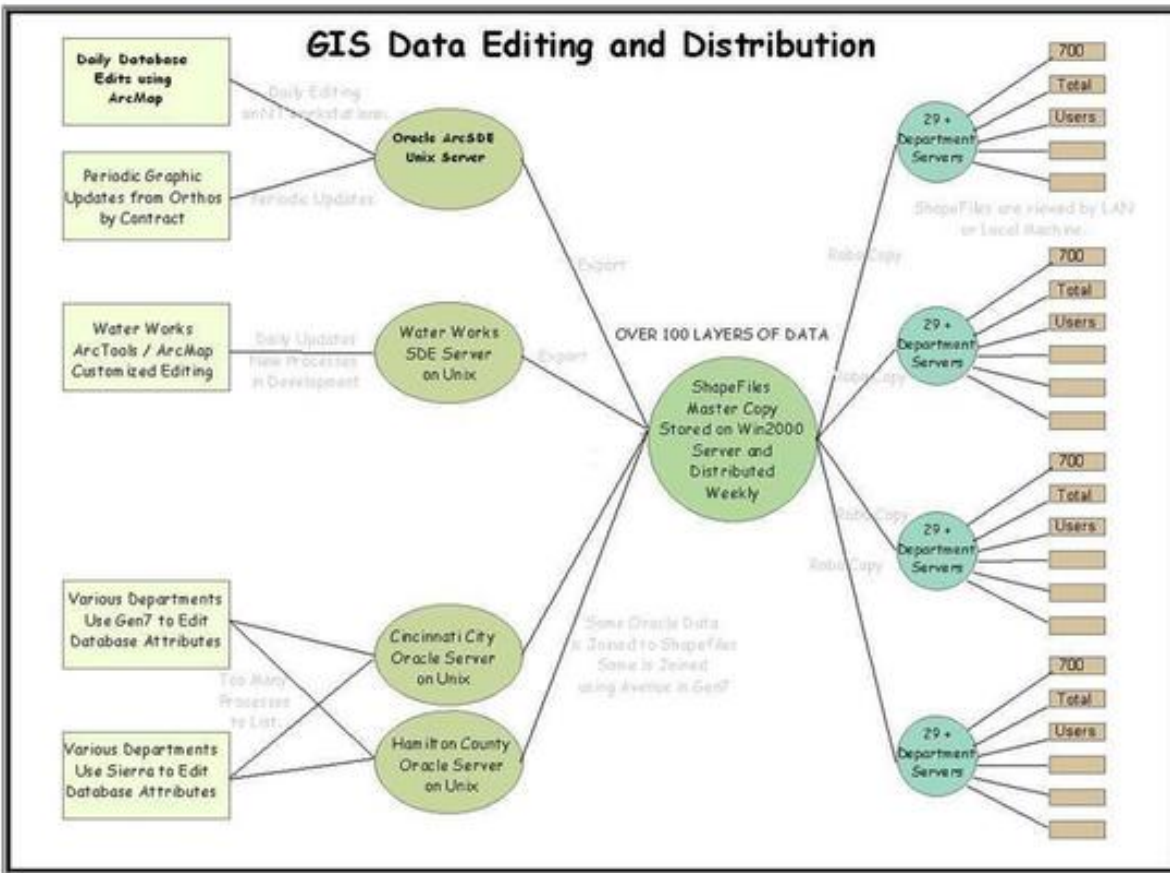 GIS Data Editing and Distribution
Daily Database
Edits using
ArcMap
Daily Editing
on NT workstations
Oracle ArcSDE
Unix Server
Periodic Graphic
Updates from Orthos
by Contract
Periodic Updates
Export
Water Works
ArcTools / ArcMap
Customized Editing
Daily Updates
New Processes
in Development
Water Works
SDE Server
on Unix
Export
OVER 100 LAYERS OF DATA
ShapeFiles
Master Copy
Stored on Win2000
Server and
Distributed
Weekly
Various Departments
Use Gen7 to Edit
Database Attributes
Too Many
Processes
to List...
Various Departments
Use Sierra to Edit
Database Attributes
Cincinnati City
Oracle Server
on Unix
Hamilton County
Oracle Server
on Unix
Some Oracle Data
is Joined to Shapefiles
Some is Joined
using Avenue in Gen7
RoboCopy
RoboCopy
RoboCopy
RoboCopy
29 +
Department
Servers
700
Total
Users
ShapeFiles are viewed by LAN
or Local Machine.
29 +
Department
Servers
700
Total
Users
29 +
Department
Servers
700
Total
Users
29 +
Department
Servers
700
Total
Users